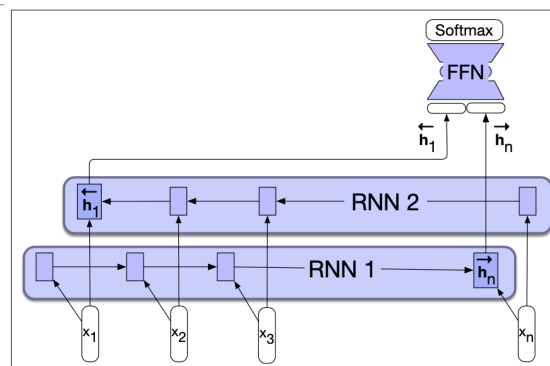 Softmax
FFN
←h₁ →hₙ
←h₁ RNN 2
RNN 1 →hₙ
x₁ x₂ x₃ xₙ